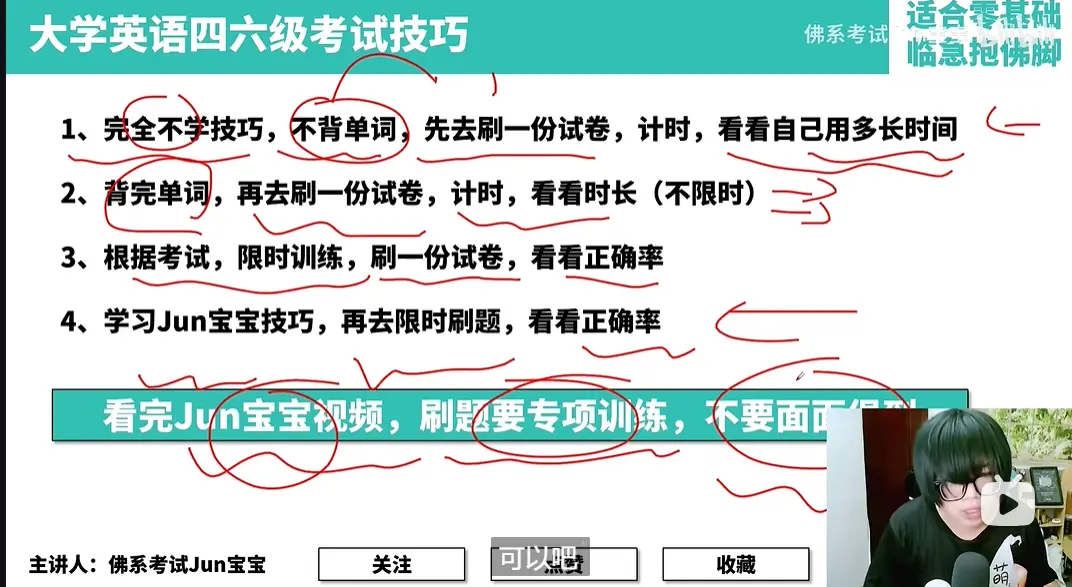 大学英语四六级考试技巧
佛系考试
适合零基础
临急抱佛脚
1、完全不学技巧，不背单词，先去刷一份试卷，计时，看看自己用多长时间
2、背完单词，再去刷一份试卷，计时，看看时长（不限时）
3、根据考试，限时训练，刷一份试卷，看看正确率
4、学习Jun宝宝技巧，再去限时刷题，看看正确率
看完Jun宝宝视频，刷题要专项训练，不要面面
主讲人：佛系考试Jun宝宝
关注
可以吧
点赞
收藏
萌